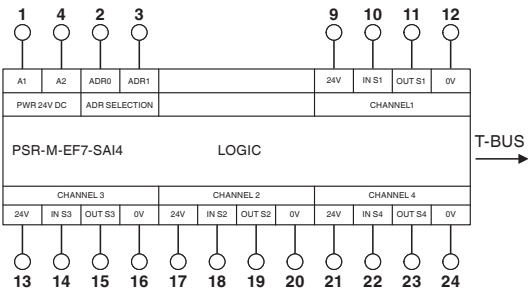 1 4 2 3 9 10 11 12
A1 A2 ADR0 ADR1 24V IN S1 OUT S1 0V
PWR 24V DC ADR SELECTION CHANNEL1
PSR-M-EF7-SAI4 LOGIC T-BUS
CHANNEL 3 CHANNEL 2 CHANNEL 4
24V IN S3 OUT S3 0V 24V IN S2 OUT S2 0V 24V IN S4 OUT S4 0V
13 14 15 16 17 18 19 20 21 22 23 24